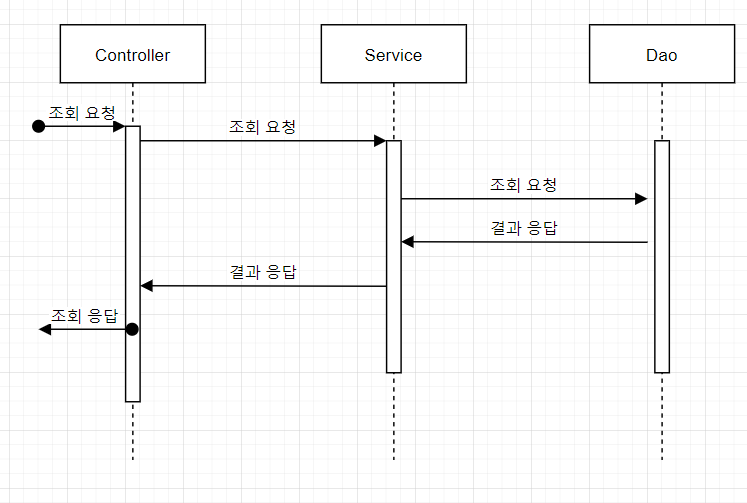 Controller
Service
Dao
조회 요청
조회 요청
조회 요청
결과 응답
결과 응답
조회 응답